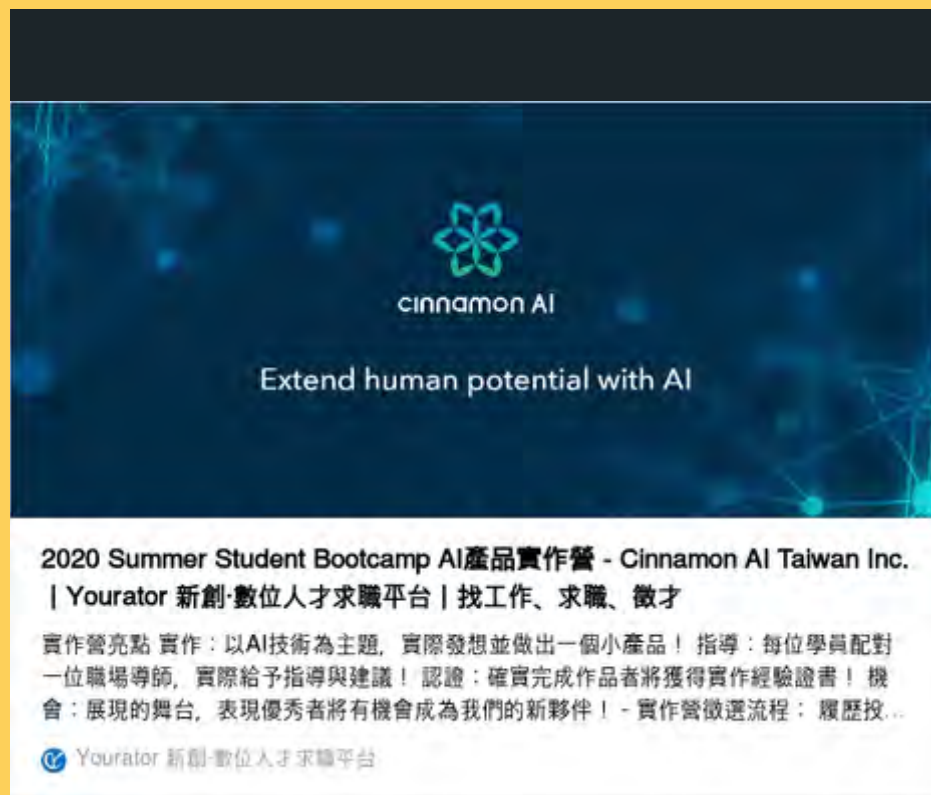 cinnamon AI
Extend human potential with AI
2020 Summer Student Bootcamp AI產品實作營 - Cinnamon AI Taiwan Inc.
| Yourator 新創·數位人才求職平台 | 找工作、求職、徵才
實作營亮點 實作：以AI技術為主題，實際發想並做出一個小產品！ 指導：每位學員配對
一位職場導師，實際給予指導與建議！ 認證：確實完成作品者將獲得實作經驗證書！ 機
會：展現的舞台，表現優秀者將有機會成為我們的新夥伴！ - 實作營徵選流程： 履歷投...
Yourator 新創·數位人才求職平台